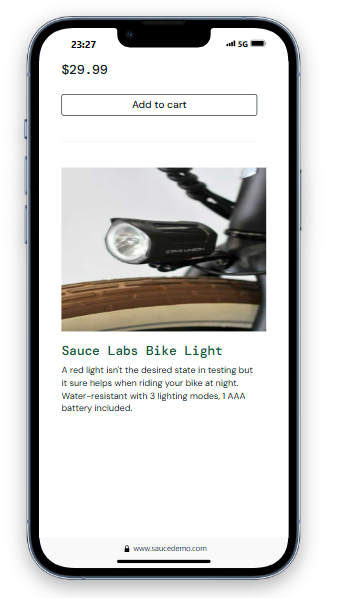 23:27
5G
$29.99
Add to cart
Sauce Labs Bike Light
A red light isn't the desired state in testing but
it sure helps when riding your bike at night.
Water-resistant with 3 lighting modes, 1 AAA
battery included.
www.saucedemo.com